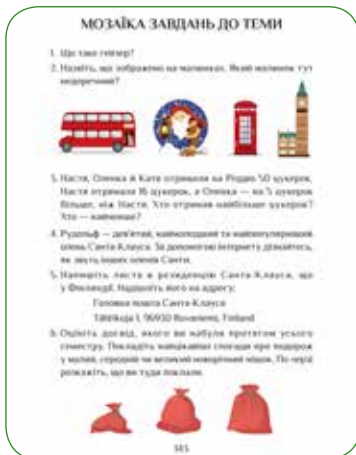 МОЗАЇКА ЗАВДАНЬ ДО ТЕМИ
1. Що таке гейзер?
2. Назвіть, що зображено на малюнках. Який малюнок тут
недоречний?
3. Настя, Оленка й Катя отримали на Різдво 50 цукерок.
Настя отримала 16 цукерок, а Оленка — на 5 цукерок
більше, ніж Настя. Хто отримав найбільше цукерок?
Хто — найменше?
4. Рудольф — дев'ятий, наймолодший та найпопулярніший
олень Санта-Клауса. За допомогою інтернету дізнайтесь,
як звуть інших оленів Санти.
5. Напишіть листа в резиденцію Санта-Клауса, що
у Фінляндії. Надішліть його на адресу:
Головна пошта Санта-Клауса
Tähtikuja 1, 96930 Rovaniemi, Finland
6. Оцініть досвід, якого ви набули протягом усього
семестру. Покладіть найцікавіші спогади про подорож
у малий, середній чи великий новорічний мішок. По черзі
розкажіть, що ви туди поклали.